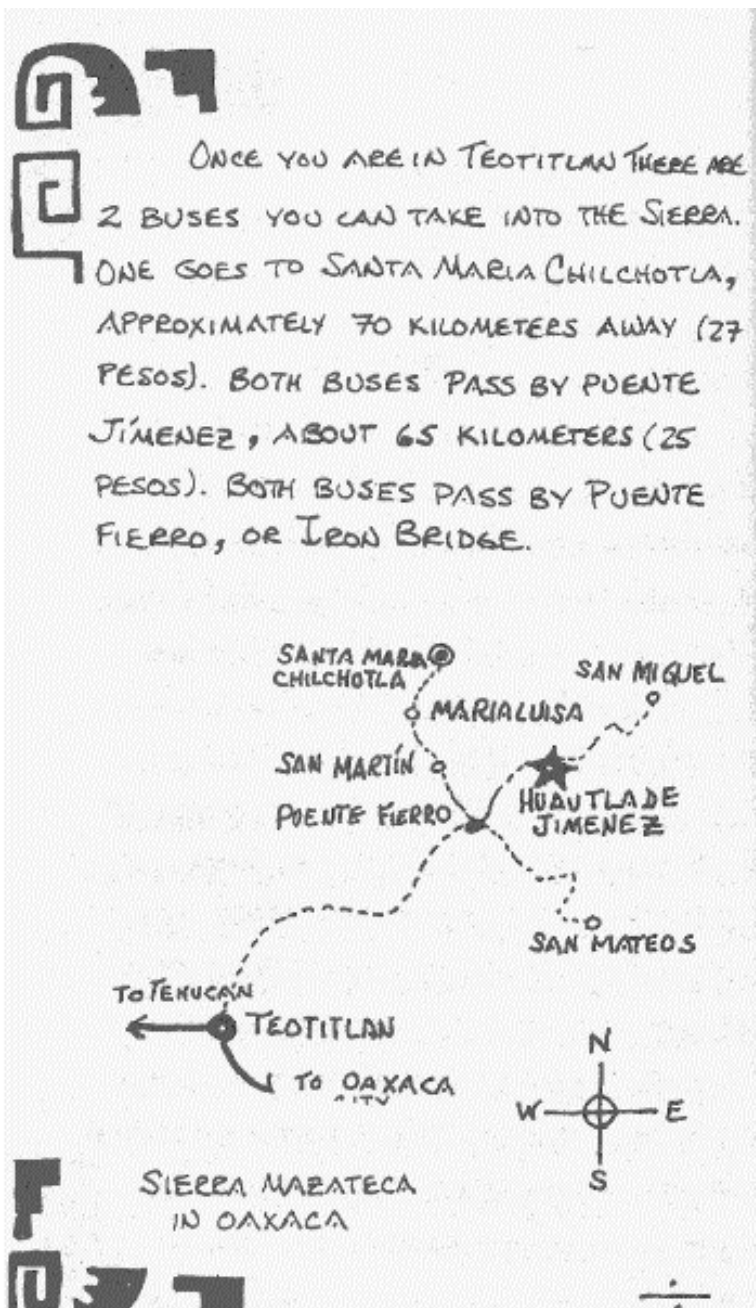 ONCE YOU ARE IN TEOTITLAN THERE ARE
2 BUSES YOU CAN TAKE INTO THE SIERRA.
ONE GOES TO SANTA MARIA CHILCHOTLA,
APPROXIMATELY 70 KILOMETERS AWAY (27
PESOS). BOTH BUSES PASS BY PUENTE
JÍMENEZ, ABOUT 65 KILOMETERS (25
PESOS). BOTH BUSES PASS BY PUENTE
FIERRO, OR IRON BRIDGE.
SANTA MARIA
CHILCHOTLA
SAN MIGUEL
MARIALUISA
SAN MARTÍN
HUAUTLA DE
JIMENEZ
PUENTE FIERRO
SAN MATEOS
TO TEHUCAN
TEOTITLAN
TO OAXACA
CITY
N
W E
S
SIERRA MAZATECA
IN OAXACA